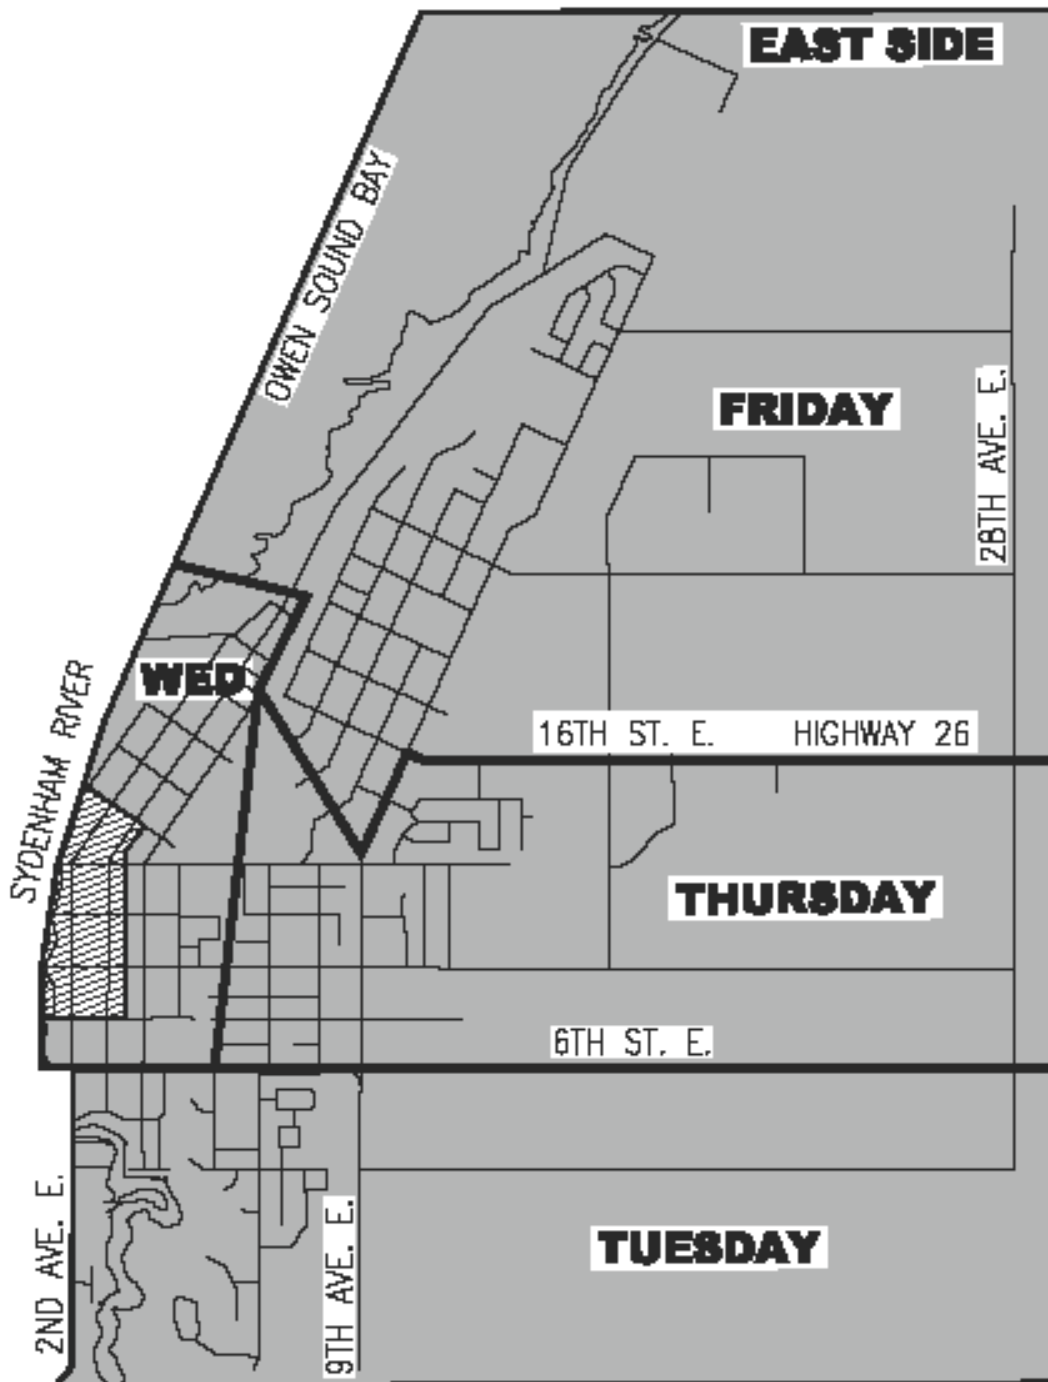 EAST SIDE
OWEN SOUND BAY
FRIDAY
28TH AVE. E.
WED
SYDENHAM RIVER
16TH ST. E. HIGHWAY 26
THURSDAY
6TH ST. E.
2ND AVE. E.
9TH AVE. E.
TUESDAY